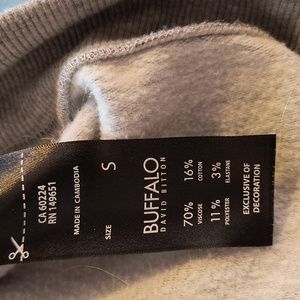 BUFFALO
DAVID BITTON
70% 16%
VISCOSE COTTON
11% 3%
POLYESTER ELASTANE
EXCLUSIVE OF
DECORATION
SIZE S
MADE IN CAMBODIA
CA 60224
RN 149651